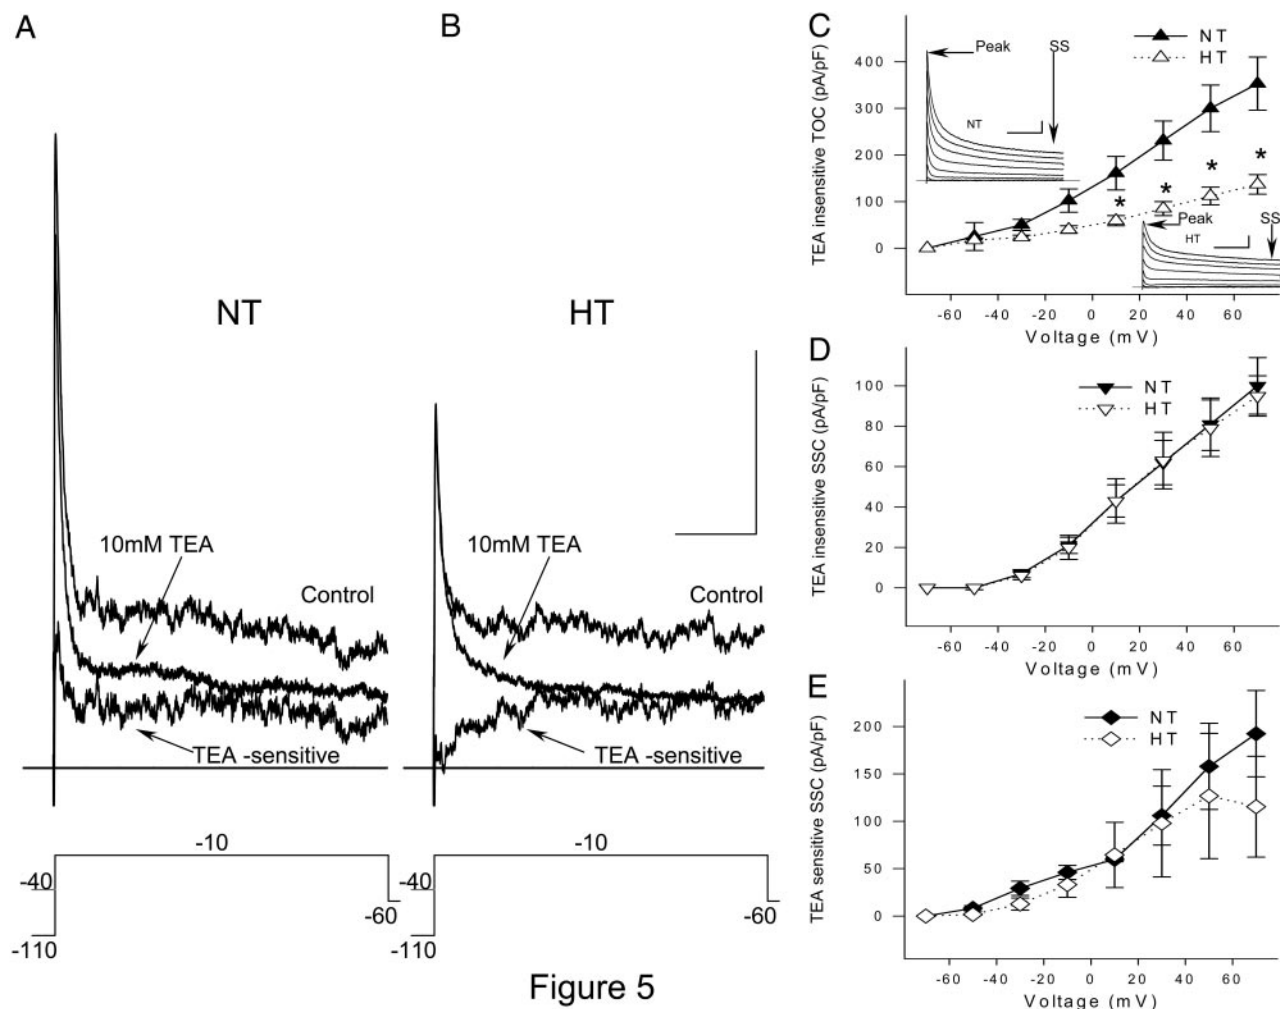 A
B
NT
HT
10mM TEA
10mM TEA
Control
Control
TEA -sensitive
TEA -sensitive
-10
-40
-60
-110
-10
-40
-60
-110
C
TEA insensitive TOC (pA/pF)
400
300
200
100
0
Peak
SS
NT
NT
HT
*
*
*
*
Peak
SS
HT
-60 -40 -20 0 20 40 60
Voltage (mV)
D
TEA insensitive SSC (pA/pF)
100
80
60
40
20
0
NT
HT
-60 -40 -20 0 20 40 60
Voltage (mV)
E
TEA sensitive SSC (pA/pF)
200
150
100
50
0
NT
HT
-60 -40 -20 0 20 40 60
Voltage (mV)
Figure 5